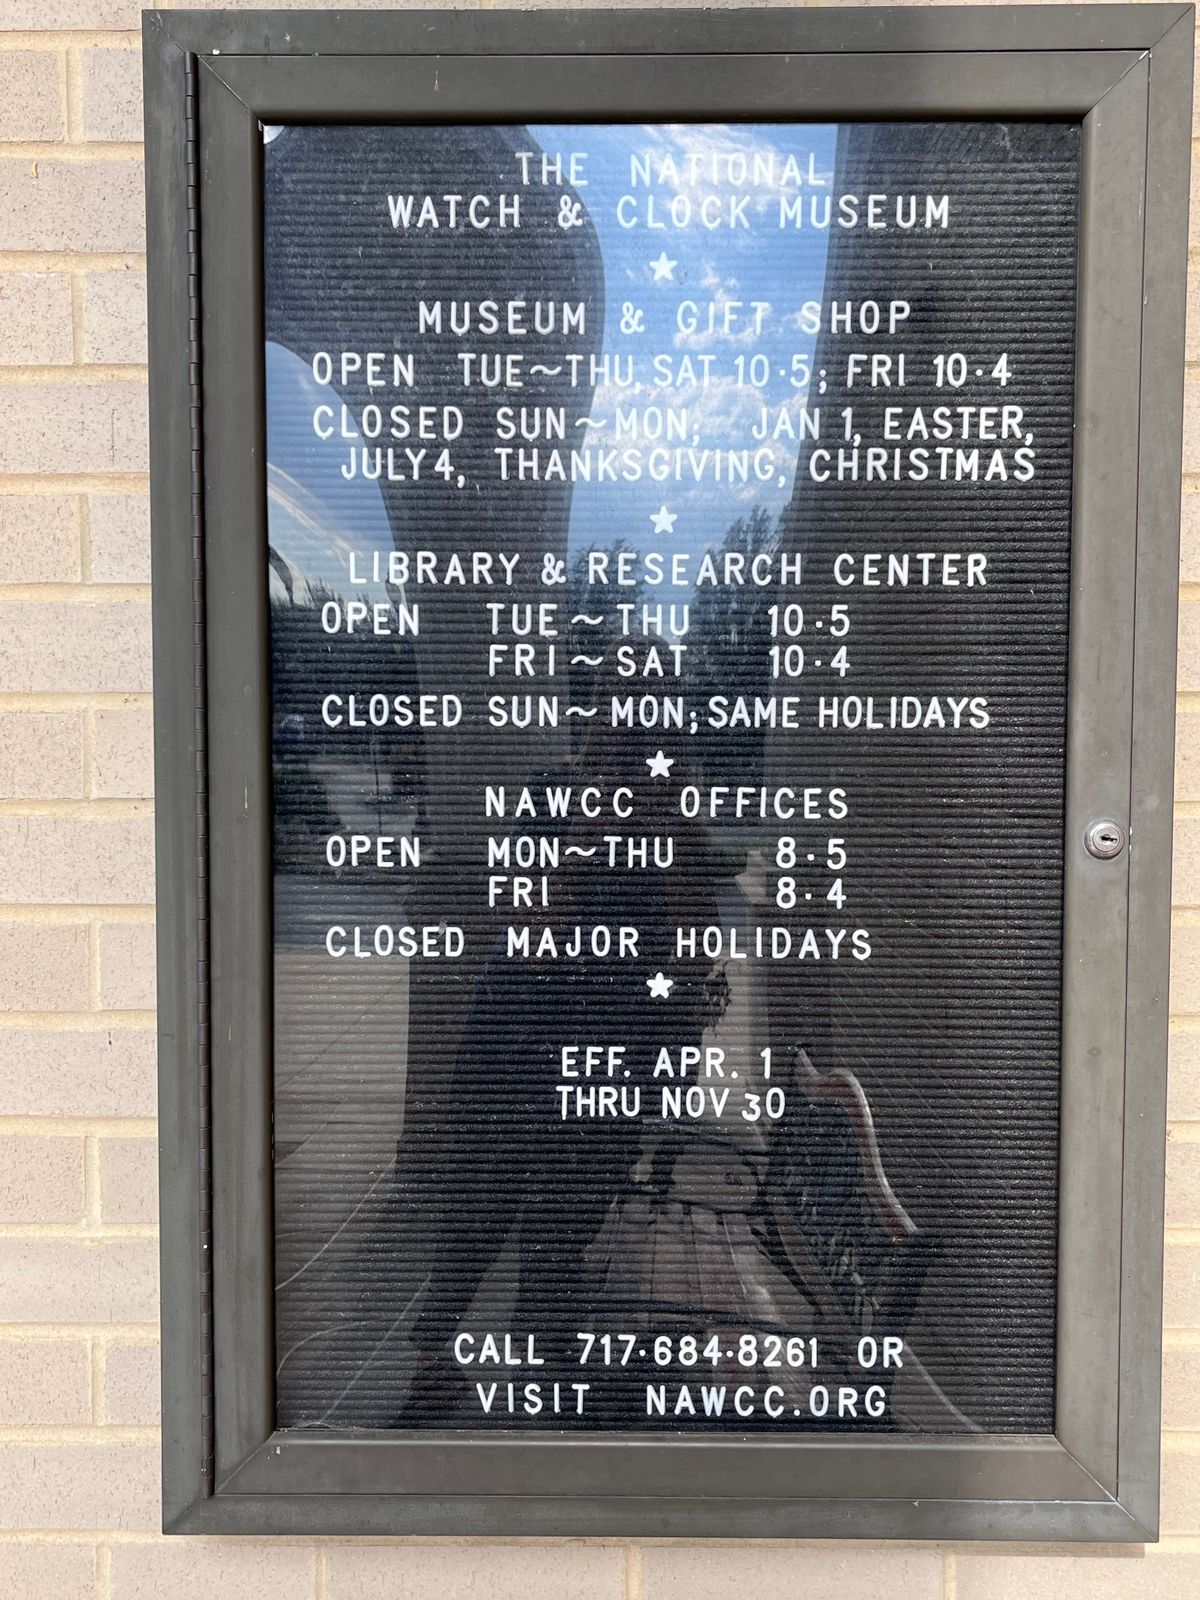 THE NATIONAL
WATCH & CLOCK MUSEUM
MUSEUM & GIFT SHOP
OPEN TUE~THU, SAT 10·5; FRI 10·4
CLOSED SUN~MON; JAN 1, EASTER,
JULY 4, THANKSGIVING, CHRISTMAS
LIBRARY & RESEARCH CENTER
OPEN TUE~THU 10·5
FRI~SAT 10·4
CLOSED SUN~MON; SAME HOLIDAYS
NAWCC OFFICES
OPEN MON~THU 8·5
FRI 8·4
CLOSED MAJOR HOLIDAYS
EFF. APR. 1
THRU NOV 30
CALL 717·684·8261 OR
VISIT NAWCC.ORG